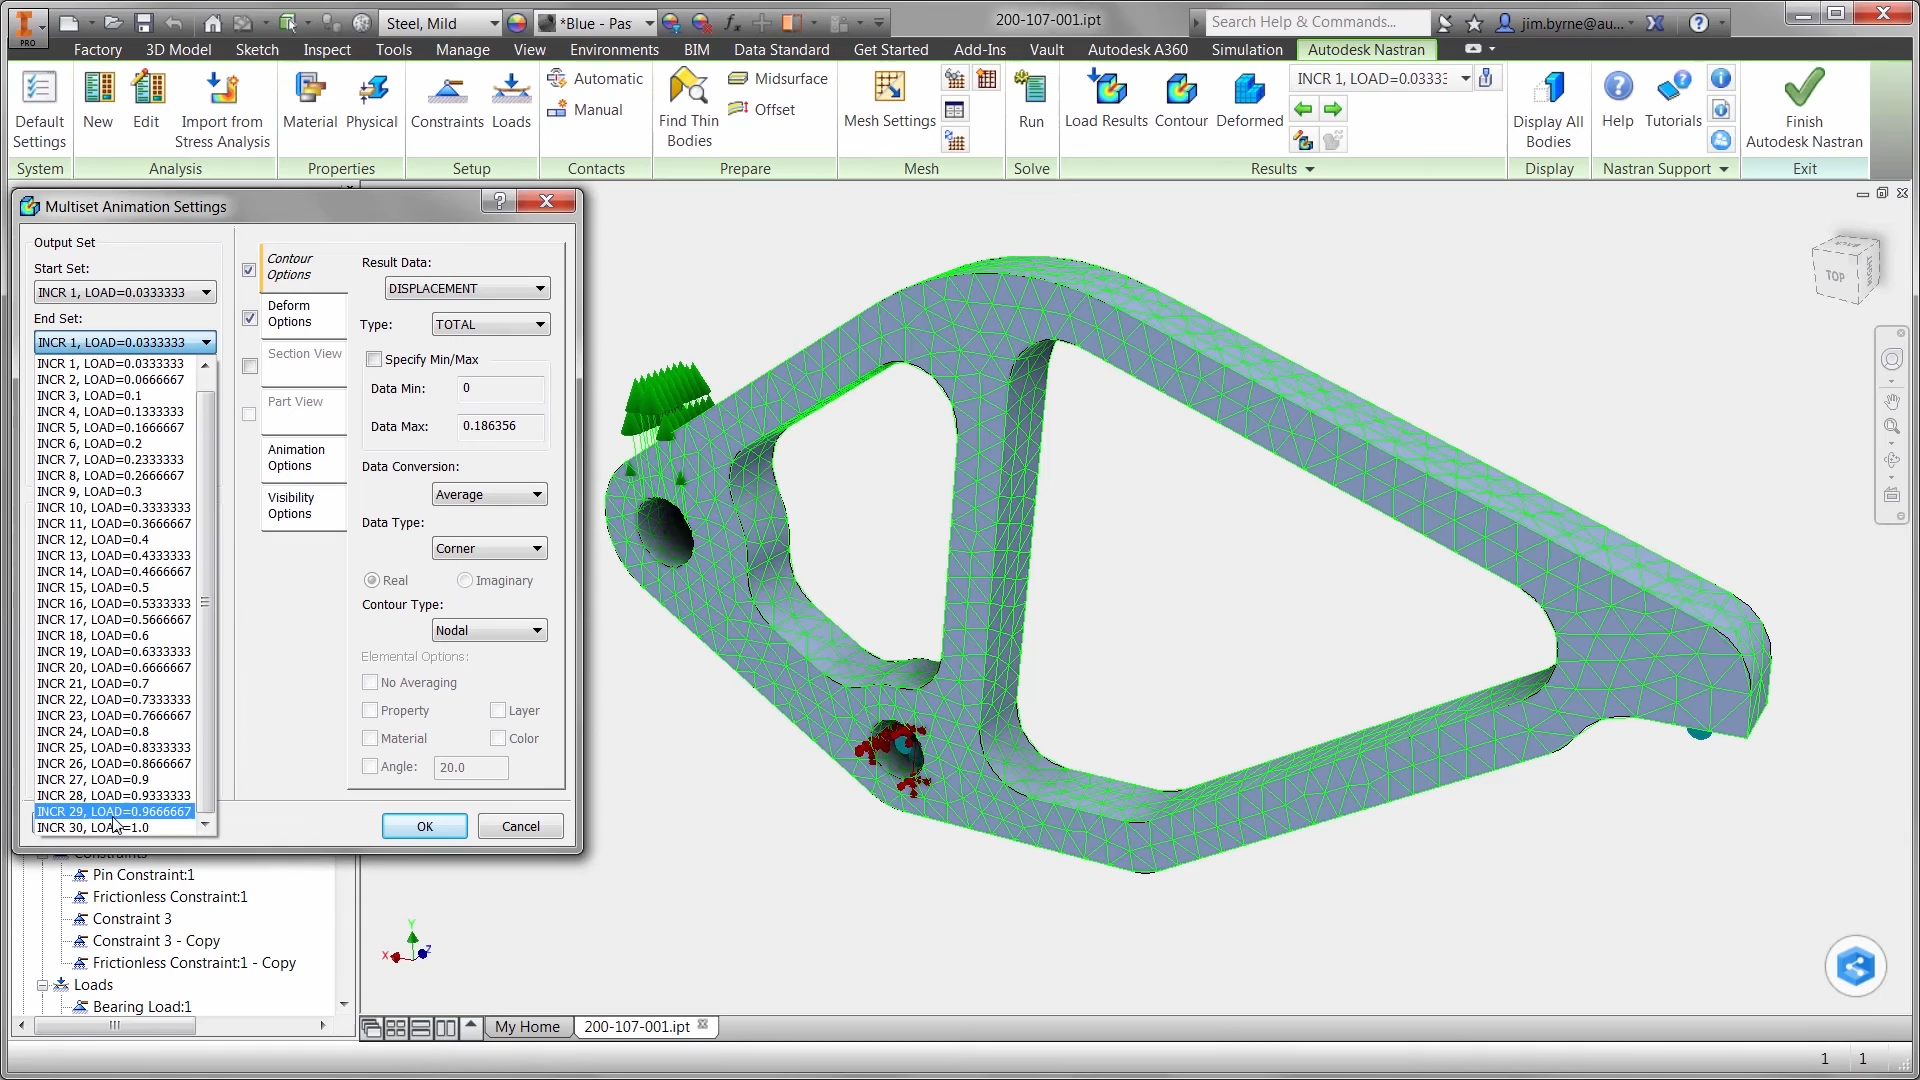 PRO
Steel, Mild
*Blue - Pas
200-107-001.ipt
Search Help & Commands...
jim.byrne@au...
Factory 3D Model Sketch Inspect Tools Manage View Environments BIM Data Standard Get Started Add-Ins Vault Autodesk A360 Simulation Autodesk Nastran
Default Settings
New
Edit
Import from Stress Analysis
Material
Physical
Constraints
Loads
Automatic
Manual
Find Thin Bodies
Midsurface
Offset
Mesh Settings
Run
Load Results
Contour
Deformed
INCR 1, LOAD=0.0333:
Display All Bodies
Help
Tutorials
Finish Autodesk Nastran
System Analysis Properties Setup Contacts Prepare Mesh Solve Results Display Nastran Support Exit
Multiset Animation Settings
Output Set
Start Set:
INCR 1, LOAD=0.0333333
End Set:
INCR 1, LOAD=0.0333333
INCR 1, LOAD=0.0333333
INCR 2, LOAD=0.0666667
INCR 3, LOAD=0.1
INCR 4, LOAD=0.1333333
INCR 5, LOAD=0.1666667
INCR 6, LOAD=0.2
INCR 7, LOAD=0.2333333
INCR 8, LOAD=0.2666667
INCR 9, LOAD=0.3
INCR 10, LOAD=0.3333333
INCR 11, LOAD=0.3666667
INCR 12, LOAD=0.4
INCR 13, LOAD=0.4333333
INCR 14, LOAD=0.4666667
INCR 15, LOAD=0.5
INCR 16, LOAD=0.5333333
INCR 17, LOAD=0.5666667
INCR 18, LOAD=0.6
INCR 19, LOAD=0.6333333
INCR 20, LOAD=0.6666667
INCR 21, LOAD=0.7
INCR 22, LOAD=0.7333333
INCR 23, LOAD=0.7666667
INCR 24, LOAD=0.8
INCR 25, LOAD=0.8333333
INCR 26, LOAD=0.8666667
INCR 27, LOAD=0.9
INCR 28, LOAD=0.9333333
INCR 29, LOAD=0.9666667
INCR 30, LOAD=1.0
Contour Options
Deform Options
Section View
Part View
Animation Options
Visibility Options
Result Data:
DISPLACEMENT
Type: TOTAL
Specify Min/Max
Data Min: 0
Data Max: 0.186356
Data Conversion:
Average
Data Type:
Corner
Real Imaginary
Contour Type:
Nodal
Elemental Options:
No Averaging
Property Layer
Material Color
Angle: 20.0
OK Cancel
Constraints
Pin Constraint:1
Frictionless Constraint:1
Constraint 3
Constraint 3 - Copy
Frictionless Constraint:1 - Copy
Loads
Bearing Load:1
TOP
Y
X
Z
My Home 200-107-001.ipt
1 1